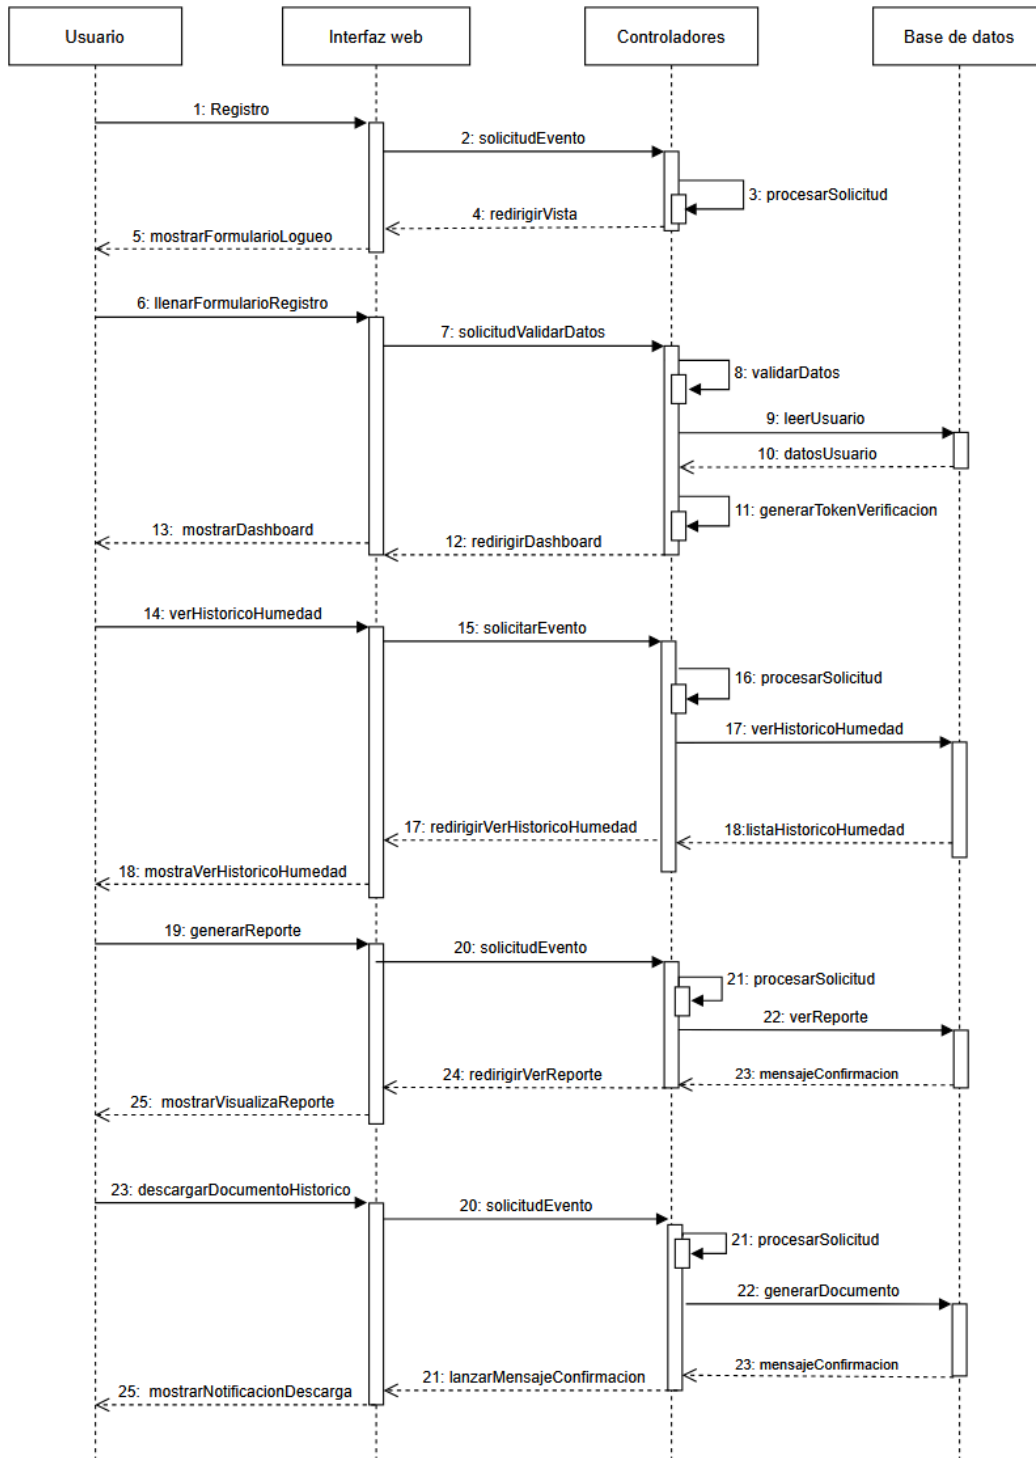 Usuario
Interfaz web
Controladores
Base de datos
1: Registro
2: solicitudEvento
3: procesarSolicitud
4: redirigirVista
5: mostrarFormularioLogueo
6: llenarFormularioRegistro
7: solicitudValidarDatos
8: validarDatos
9: leerUsuario
10: datosUsuario
11: generarTokenVerificacion
12: redirigirDashboard
13: mostrarDashboard
14: verHistoricoHumedad
15: solicitarEvento
16: procesarSolicitud
17: verHistoricoHumedad
18:listaHistoricoHumedad
17: redirigirVerHistoricoHumedad
18: mostraVerHistoricoHumedad
19: generarReporte
20: solicitudEvento
21: procesarSolicitud
22: verReporte
23: mensajeConfirmacion
24: redirigirVerReporte
25: mostrarVisualizaReporte
23: descargarDocumentoHistorico
20: solicitudEvento
21: procesarSolicitud
22: generarDocumento
23: mensajeConfirmacion
21: lanzarMensajeConfirmacion
25: mostrarNotificacionDescarga